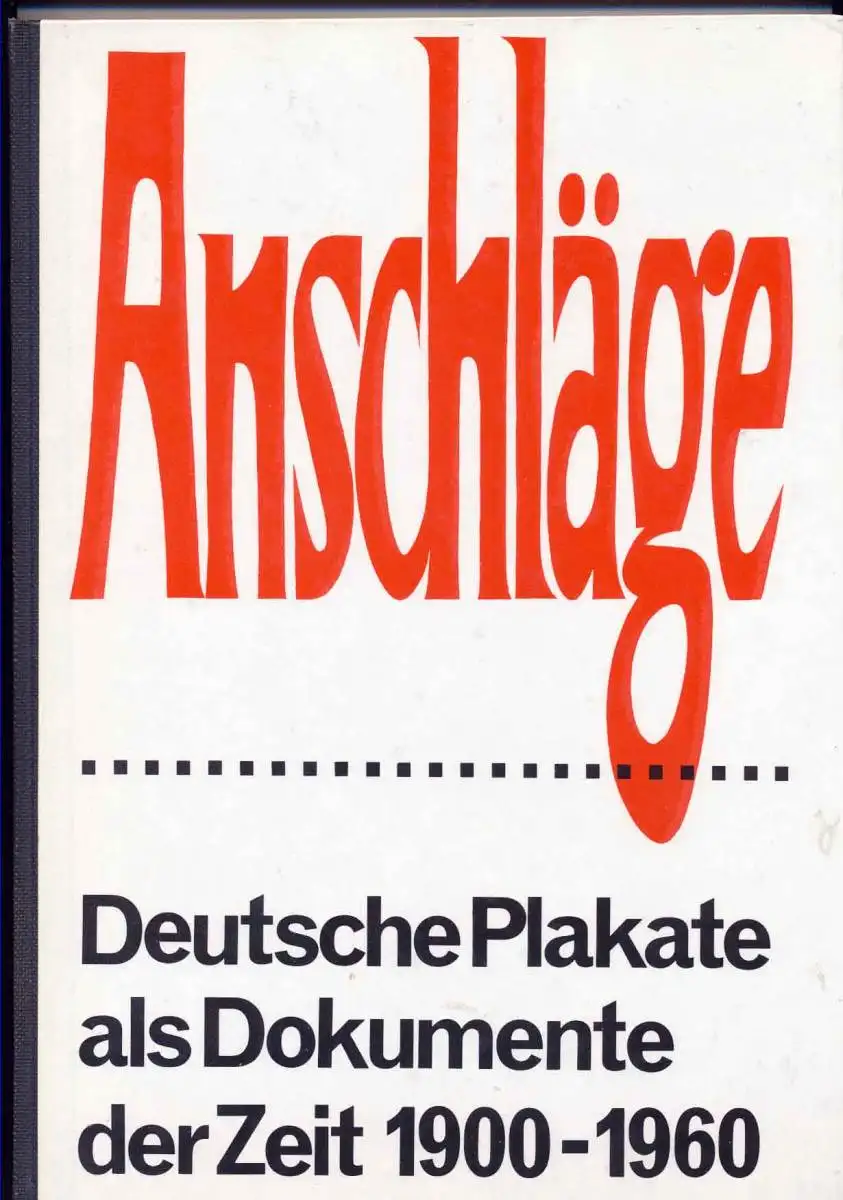 Anschläge
Deutsche Plakate
als Dokumente
der Zeit 1900-1960